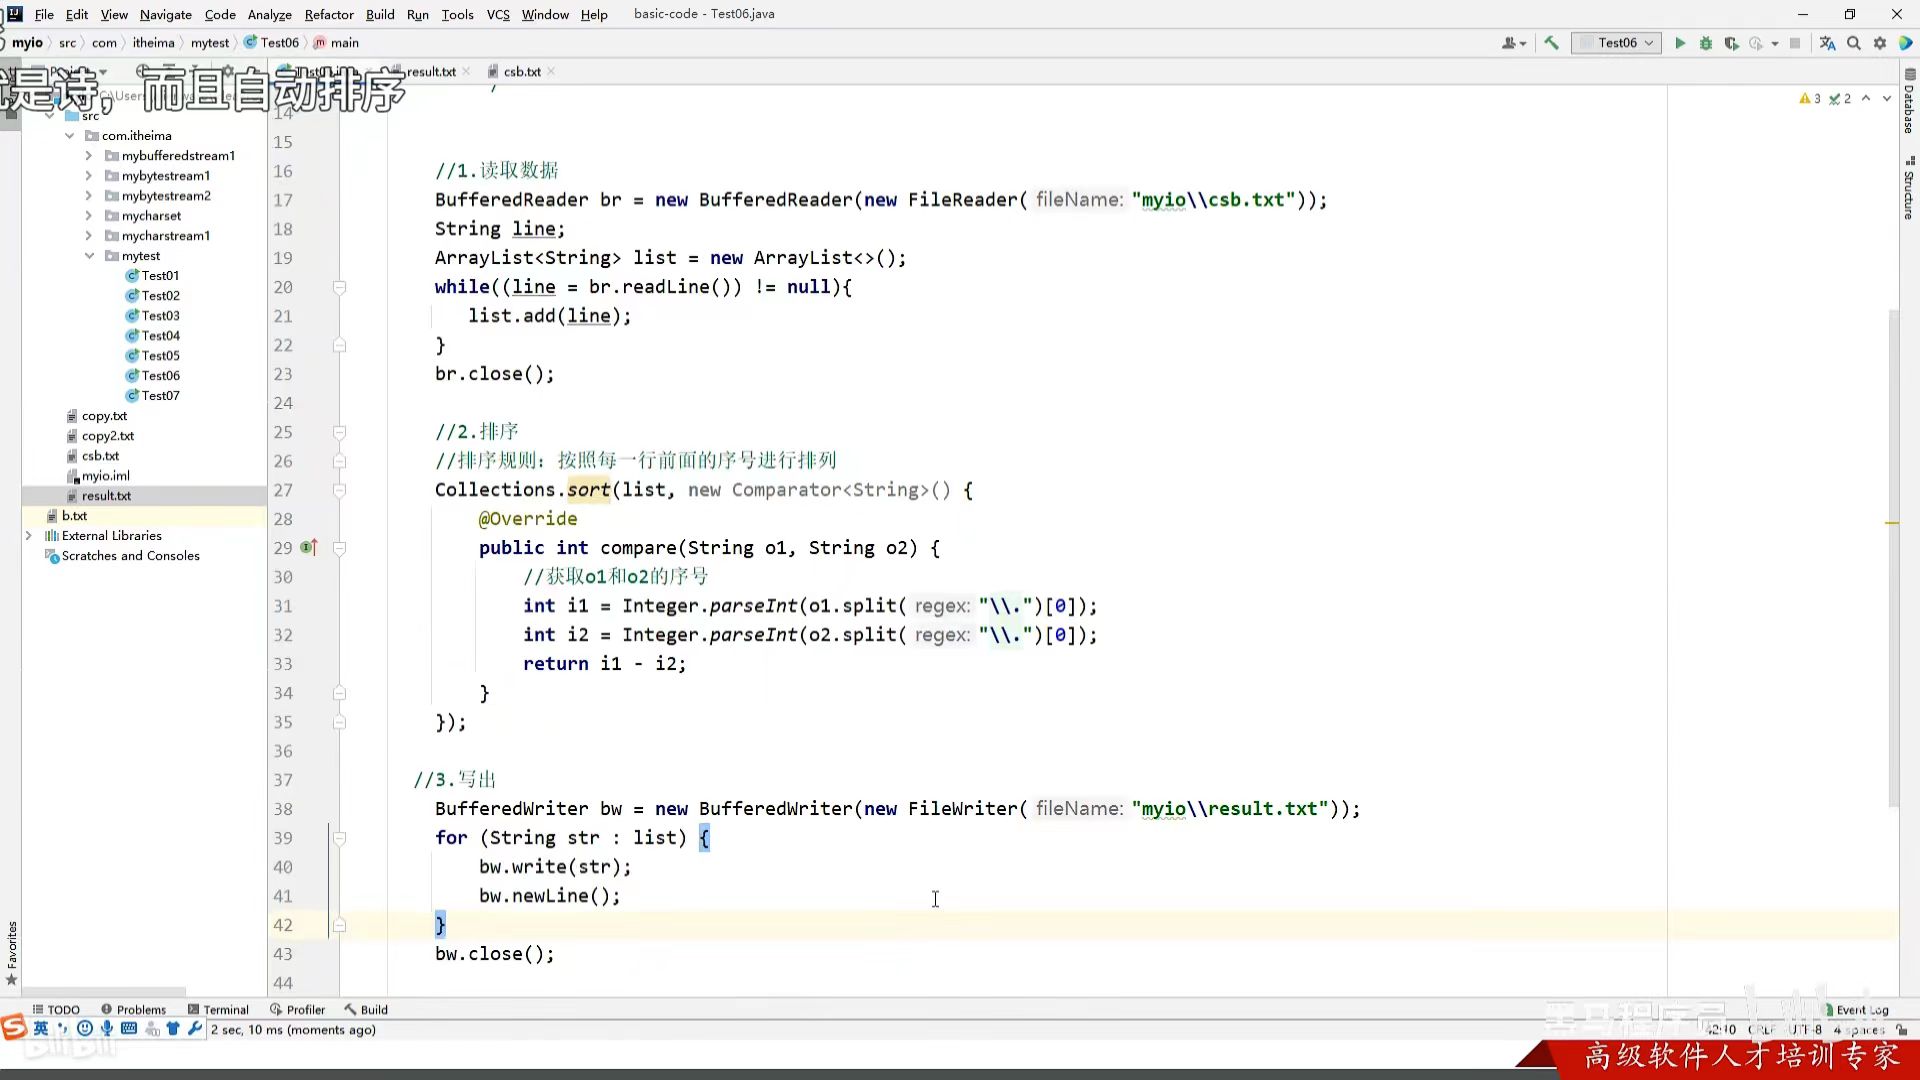 File Edit View Navigate Code Analyze Refactor Build Run Tools VCS Window Help basic-code - Test06.java
myio src com itheima mytest Test06 main
Test06
result.txt csb.txt
是诗，而且自动排序
3 2
src
com.itheima
mybufferedstream1
mybytestream1
mybytestream2
mycharset
mycharstream1
mytest
Test01
Test02
Test03
Test04
Test05
Test06
Test07
copy.txt
copy2.txt
csb.txt
myio.iml
result.txt
b.txt
External Libraries
Scratches and Consoles
14
15
16 //1.读取数据
17 BufferedReader br = new BufferedReader(new FileReader( fileName: "myio\\csb.txt"));
18 String line;
19 ArrayList<String> list = new ArrayList<>();
20 while((line = br.readLine()) != null){
21 list.add(line);
22 }
23 br.close();
24
25 //2.排序
26 //排序规则：按照每一行前面的序号进行排列
27 Collections.sort(list, new Comparator<String>() {
28 @Override
29 public int compare(String o1, String o2) {
30 //获取o1和o2的序号
31 int i1 = Integer.parseInt(o1.split( regex: "\\.")[0]);
32 int i2 = Integer.parseInt(o2.split( regex: "\\.")[0]);
33 return i1 - i2;
34 }
35 });
36
37 //3.写出
38 BufferedWriter bw = new BufferedWriter(new FileWriter( fileName: "myio\\result.txt"));
39 for (String str : list) {
40 bw.write(str);
41 bw.newLine();
42 }
43 bw.close();
44
Database
Structure
Favorites
TODO Problems Terminal Profiler Build Event Log
英 2 sec, 10 ms (moments ago) 42:10 CRLF UTF-8 4 spaces
黑马程序员
高级软件人才培训专家